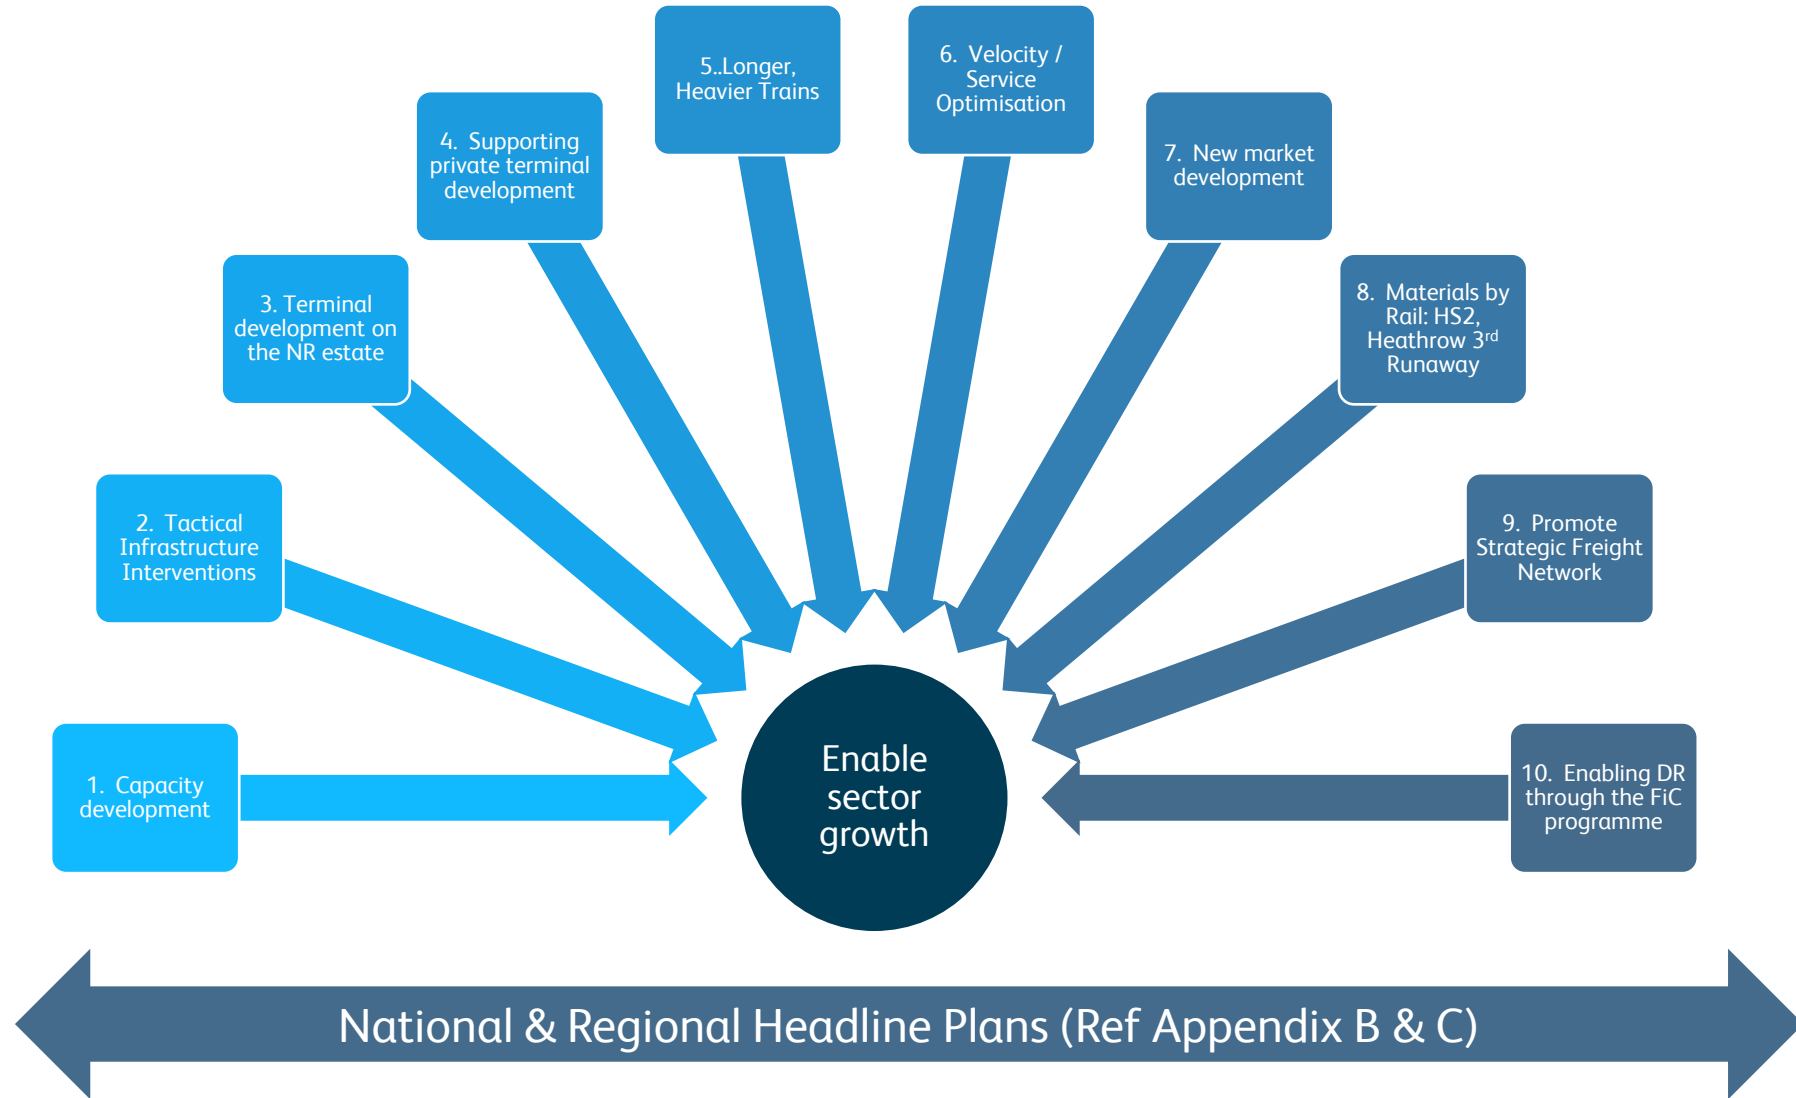 1. Capacity
development
2. Tactical
Infrastructure
Interventions
3. Terminal
development on
the NR estate
4. Supporting
private terminal
development
5..Longer,
Heavier Trains
6. Velocity /
Service
Optimisation
7. New market
development
8. Materials by
Rail: HS2,
Heathrow 3rd
Runaway
9. Promote
Strategic Freight
Network
10. Enabling DR
through the FiC
programme
Enable
sector
growth
National & Regional Headline Plans (Ref Appendix B & C)